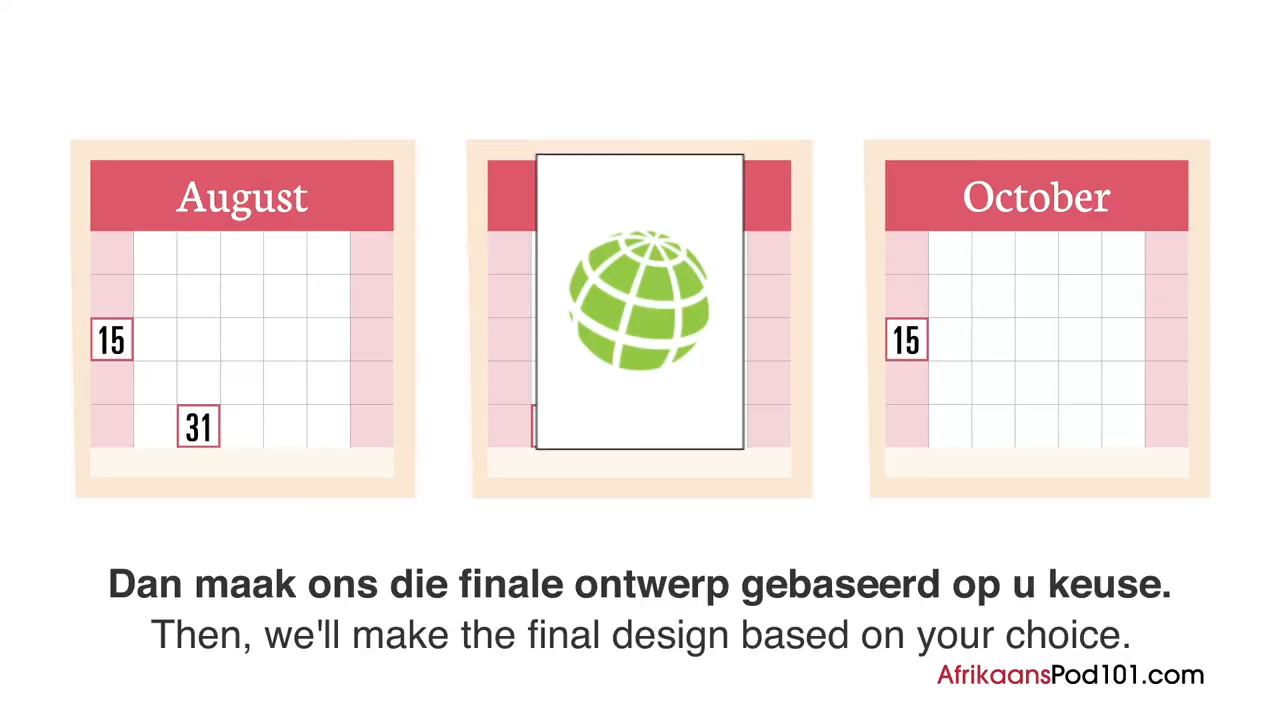 August
October
15
15
31
Dan maak ons die finale ontwerp gebaseerd op u keuse.
Then, we'll make the final design based on your choice.
AfrikaansPod101.com